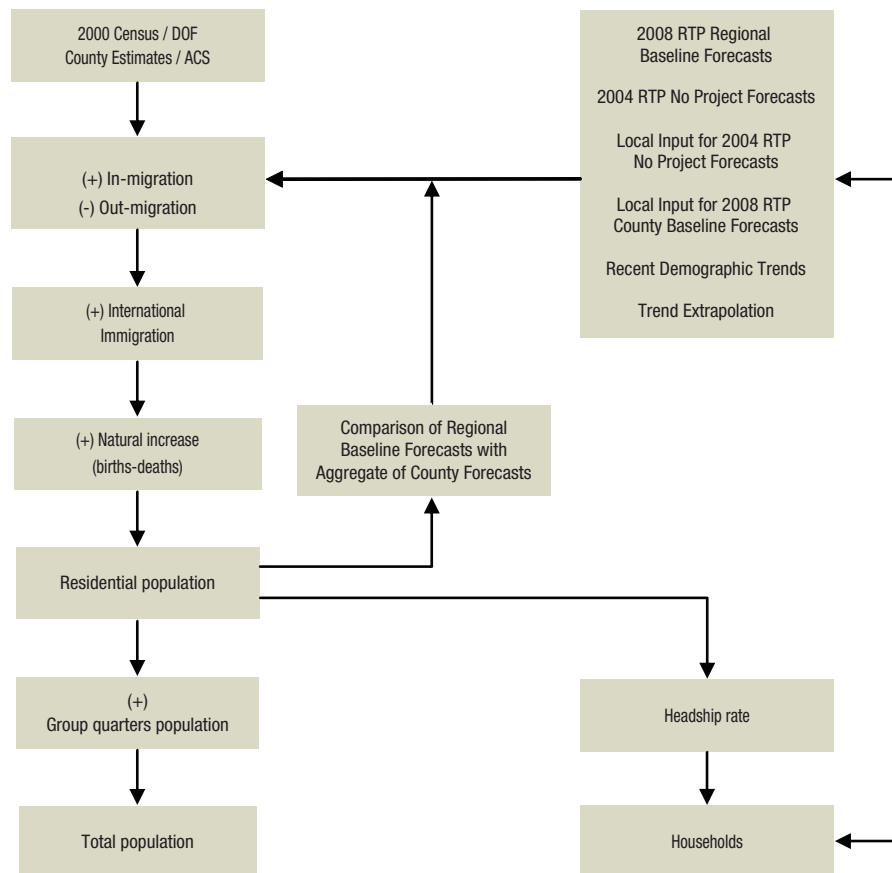 2000 Census / DOF
County Estimates / ACS
(+) In-migration
(-) Out-migration
(+) International
Immigration
(+) Natural increase
(births-deaths)
Residential population
(+)
Group quarters population
Total population
Comparison of Regional
Baseline Forecasts with
Aggregate of County Forecasts
2008 RTP Regional
Baseline Forecasts
2004 RTP No Project Forecasts
Local Input for 2004 RTP
No Project Forecasts
Local Input for 2008 RTP
County Baseline Forecasts
Recent Demographic Trends
Trend Extrapolation
Headship rate
Households